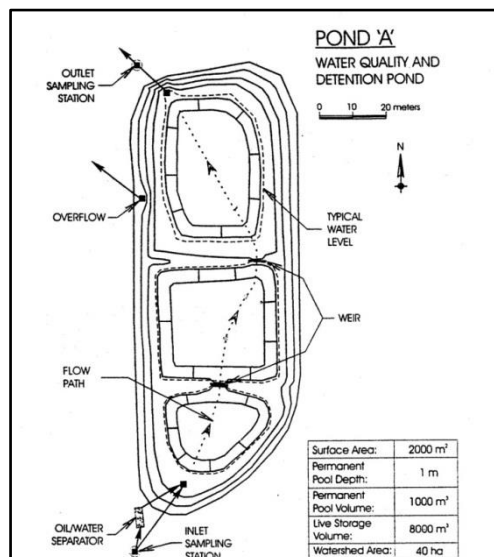 POND 'A'
WATER QUALITY AND
DETENTION POND
0 10 20 meters
N
OUTLET
SAMPLING
STATION
OVERFLOW
TYPICAL
WATER
LEVEL
WEIR
FLOW
PATH
OIL/WATER
SEPARATOR
INLET
SAMPLING
STATION
Surface Area: 2000 m²
Permanent
Pool Depth: 1 m
Permanent
Pool Volume: 1000 m³
Live Storage
Volume: 8000 m³
Watershed Area: 40 ha